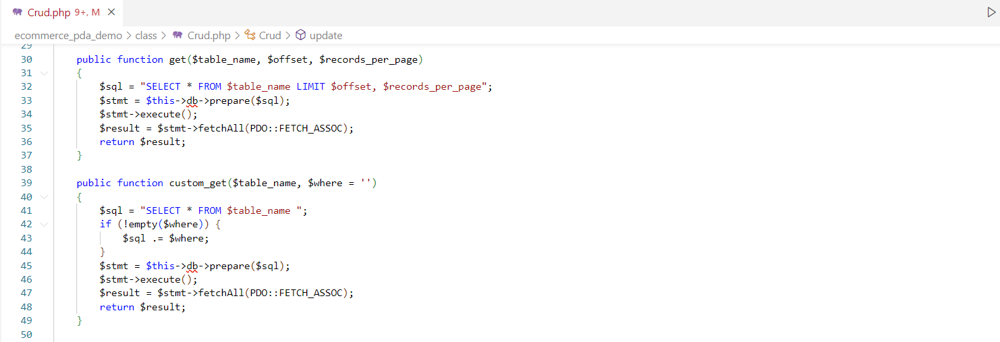 Crud.php 9+, M
ecommerce_pda_demo > class > Crud.php > Crud > update
29
30 public function get($table_name, $offset, $records_per_page)
31 {
32 $sql = "SELECT * FROM $table_name LIMIT $offset, $records_per_page";
33 $stmt = $this->db->prepare($sql);
34 $stmt->execute();
35 $result = $stmt->fetchAll(PDO::FETCH_ASSOC);
36 return $result;
37 }
38
39 public function custom_get($table_name, $where = '')
40 {
41 $sql = "SELECT * FROM $table_name ";
42 if (!empty($where)) {
43 $sql .= $where;
44 }
45 $stmt = $this->db->prepare($sql);
46 $stmt->execute();
47 $result = $stmt->fetchAll(PDO::FETCH_ASSOC);
48 return $result;
49 }
50